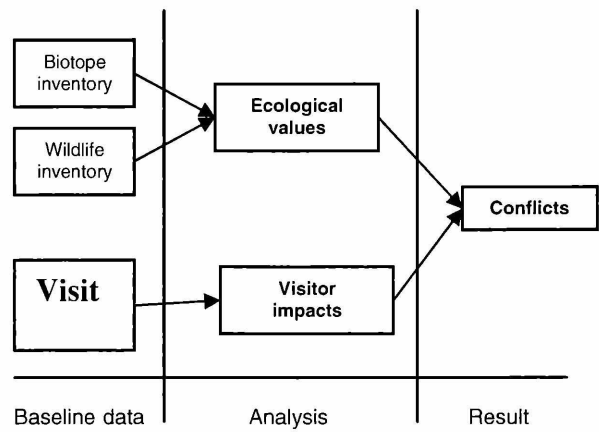 Biotope
inventory
Wildlife
inventory
Visit
Ecological
values
Visitor
impacts
Conflicts
Baseline data
Analysis
Result